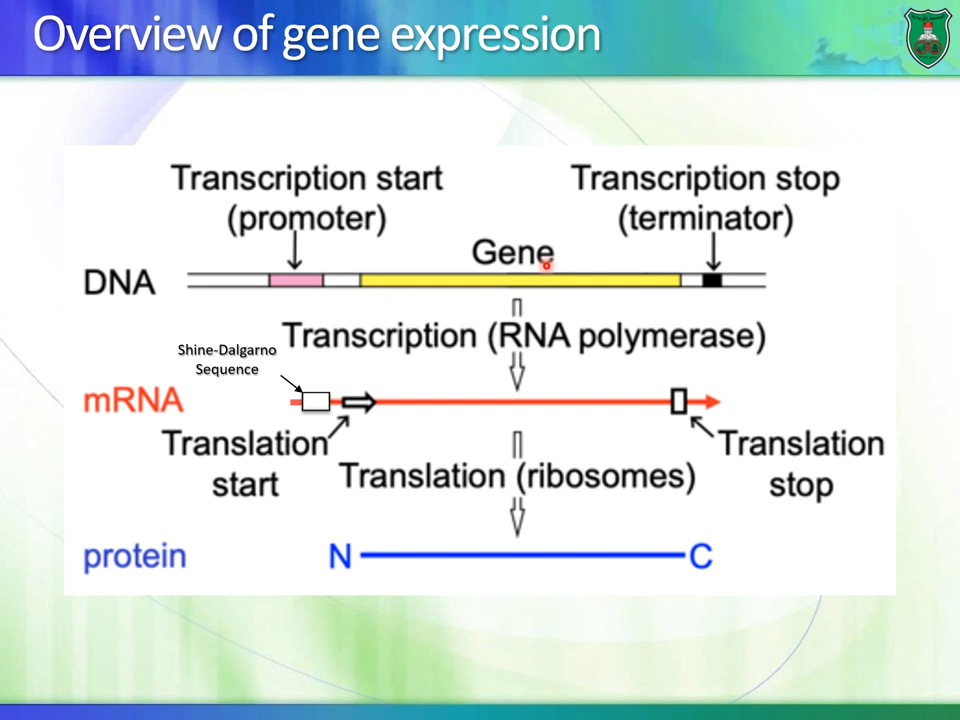 Overview of gene expression
Transcription start
(promoter)
Transcription stop
(terminator)
Gene
DNA
Transcription (RNA polymerase)
Shine-Dalgarno
Sequence
mRNA
Translation
start
Translation
stop
Translation (ribosomes)
protein
N
C